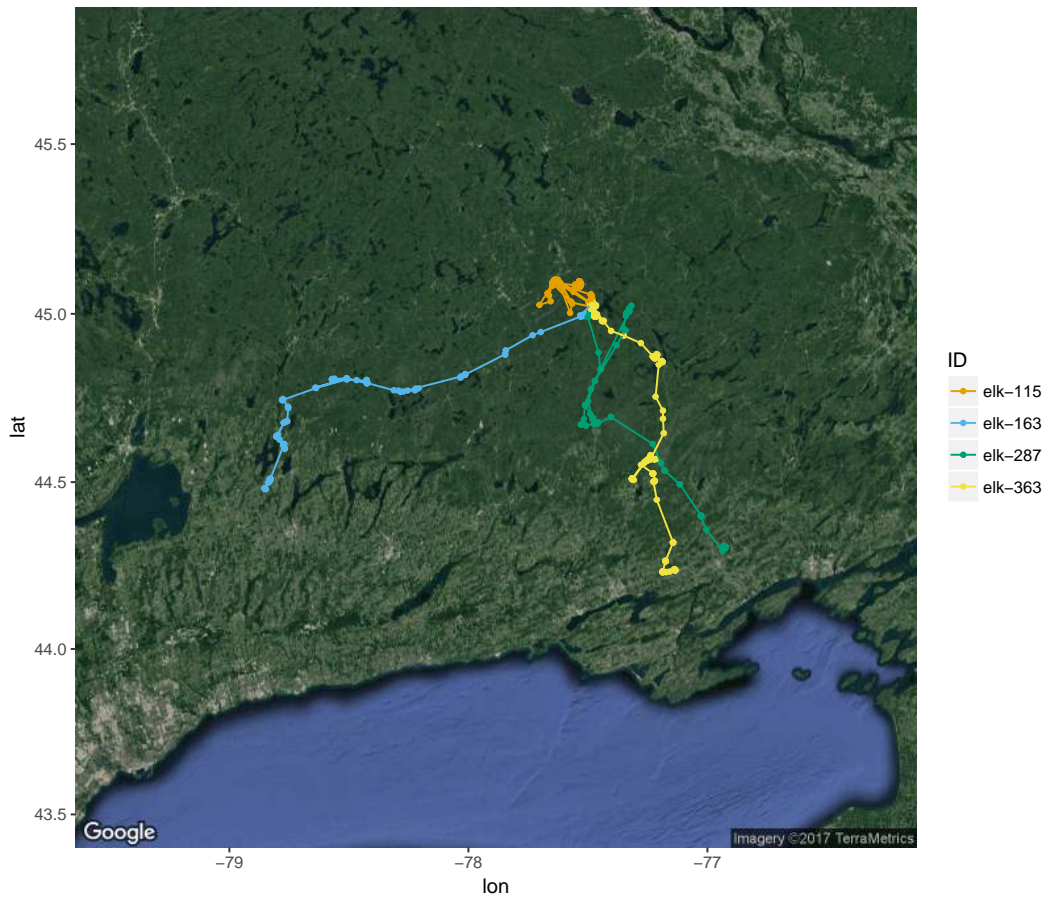 45.5
45.0
44.5
44.0
43.5
lat
−79
−78
−77
lon
Google
Imagery ©2017 TerraMetrics
ID
elk−115
elk−163
elk−287
elk−363